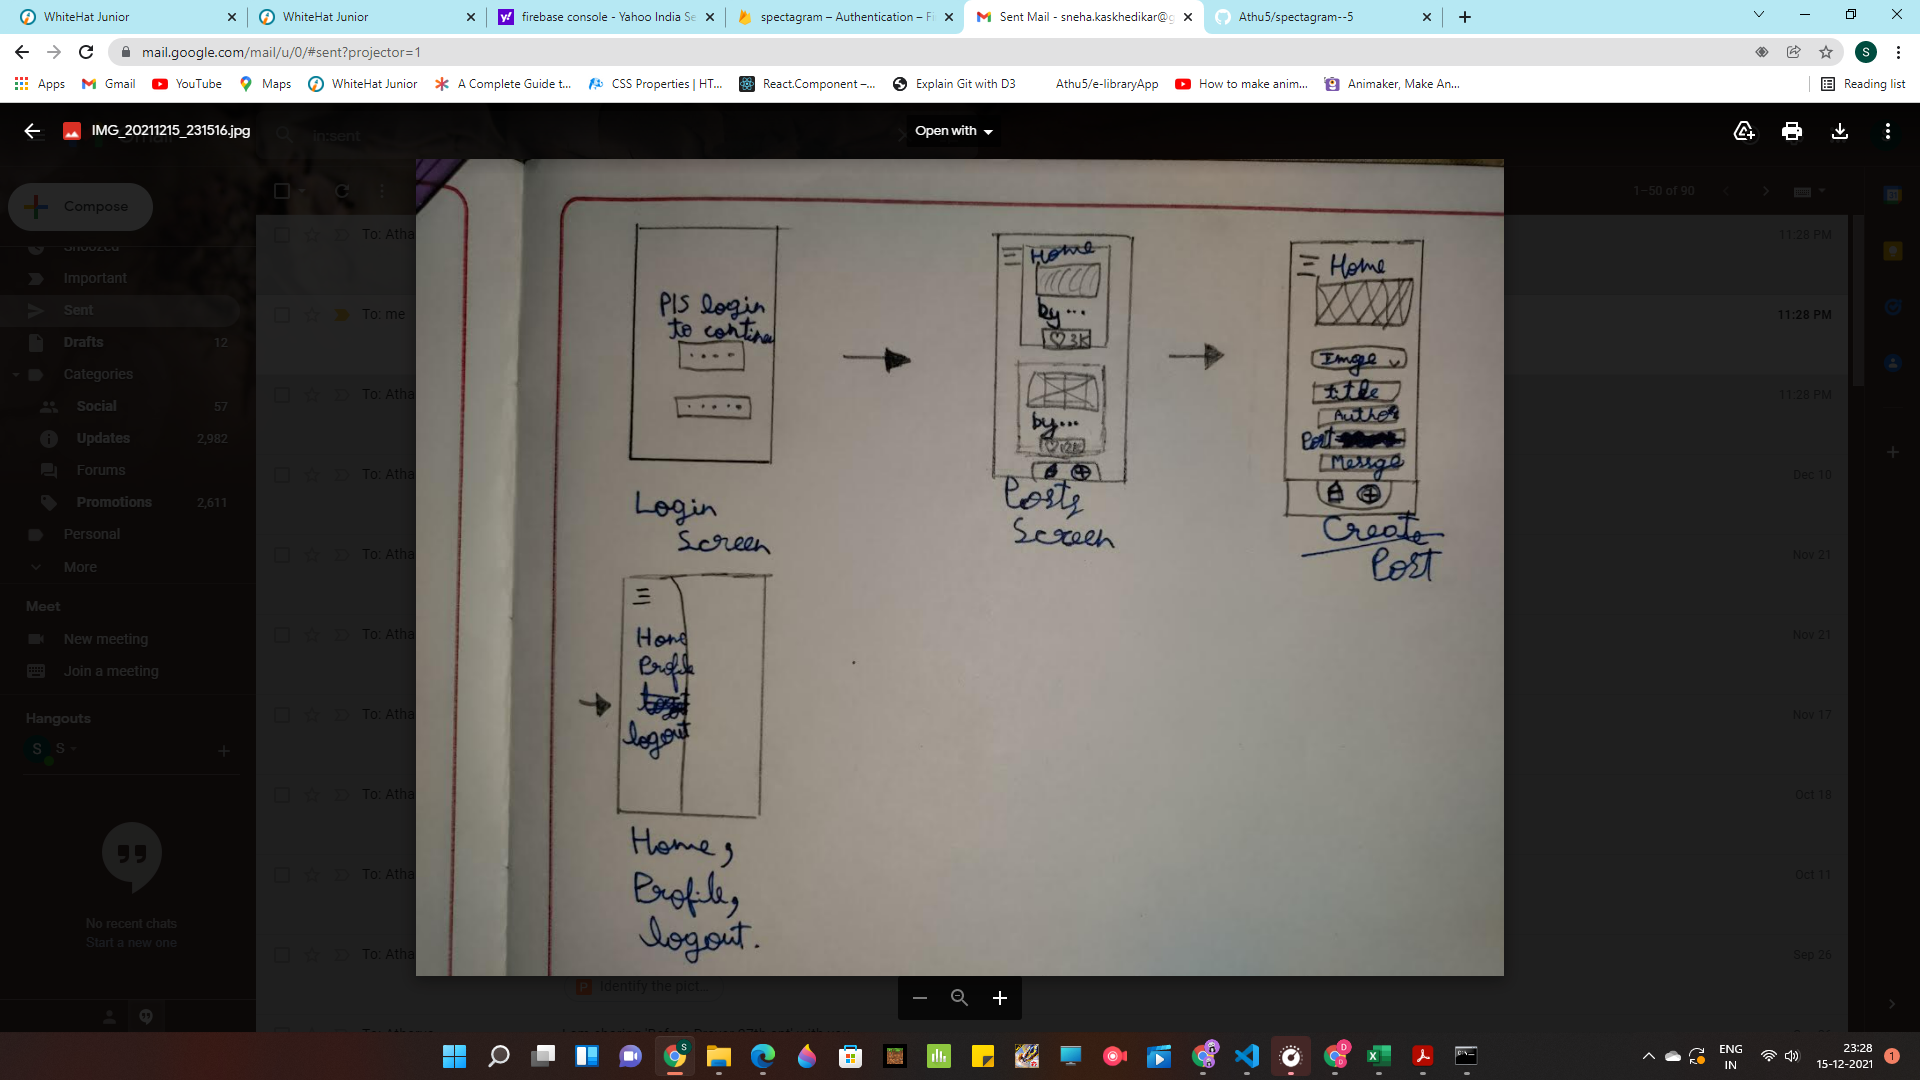 WhiteHat Junior
WhiteHat Junior
firebase console - Yahoo India Se
spectagram – Authentication – Fi
Sent Mail - sneha.kaskhedikar@g
Athu5/spectagram--5
mail.google.com/mail/u/0/#sent?projector=1
S
Apps
Gmail
YouTube
Maps
WhiteHat Junior
A Complete Guide t...
CSS Properties | HT...
React.Component –...
Explain Git with D3
Athu5/e-libraryApp
How to make anim...
Animaker, Make An...
Reading list
IMG_20211215_231516.jpg
in:sent
Open with
Compose
1–50 of 90
Snoozed
Important
Sent
Drafts 12
Categories
Social 57
Updates 2,982
Forums
Promotions 2,611
Personal
More
Meet
New meeting
Join a meeting
Hangouts
S
S
No recent chats
Start a new one
To: Atha
11:28 PM
To: me
11:28 PM
To: Atha
11:28 PM
To: Atha
Dec 10
To: Atha
Nov 21
To: Atha
Nov 21
To: Atha
Nov 17
To: Atha
Oct 18
To: Atha
Oct 11
To: Atha
Sep 26
Identify the pict...
Pls login
to continue
Login
Screen
Home
by...
3K
by...
2K
Posts
Screen
Home
Image
title
Author
Post
Messge
Create
Post
Home
Profile
logout
Home,
Profile,
logout.
ENG
IN
23:28
15-12-2021
1